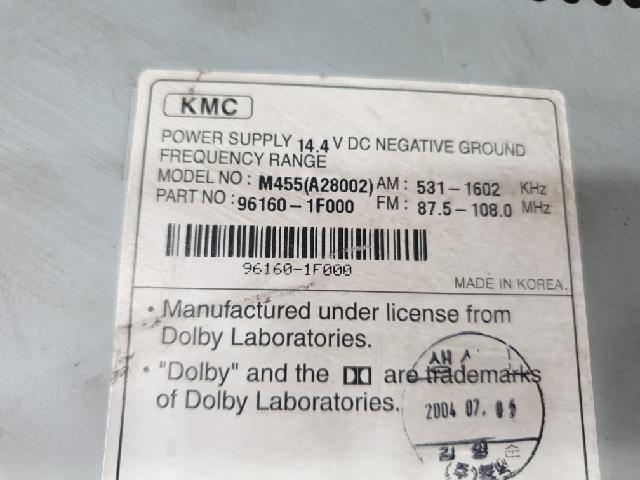 KMC
POWER SUPPLY 14.4 V DC NEGATIVE GROUND
FREQUENCY RANGE
MODEL NO : M455(A28002) AM : 531-1602 KHz
PART NO : 96160-1F000 FM : 87.5-108.0 MHz
96160-1F000
MADE IN KOREA.
• Manufactured under license from
Dolby Laboratories.
• "Dolby" and the are trademarks
of Dolby Laboratories.
2004 07.